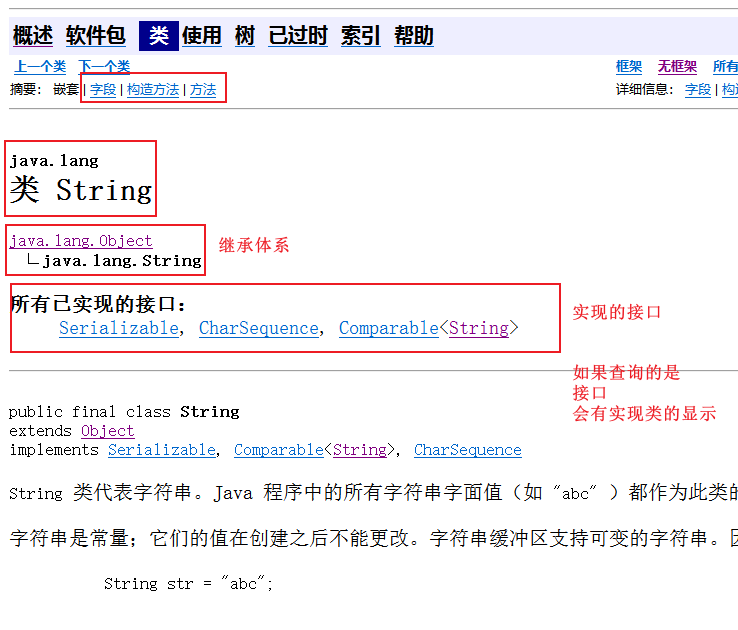 概述 软件包 类 使用 树 已过时 索引 帮助
上一个类 下一个类 框架 无框架 所有
摘要: 嵌套 | 字段 | 构造方法 | 方法 详细信息: 字段 | 构
java.lang
类 String
java.lang.Object
java.lang.String
继承体系
所有已实现的接口:
Serializable, CharSequence, Comparable<String>
实现的接口
如果查询的是
接口
会有实现类的显示
public final class String
extends Object
implements Serializable, Comparable<String>, CharSequence
String 类代表字符串。Java 程序中的所有字符串字面值（如 "abc" ）都作为此类的
字符串是常量；它们的值在创建之后不能更改。字符串缓冲区支持可变的字符串。因
String str = "abc";